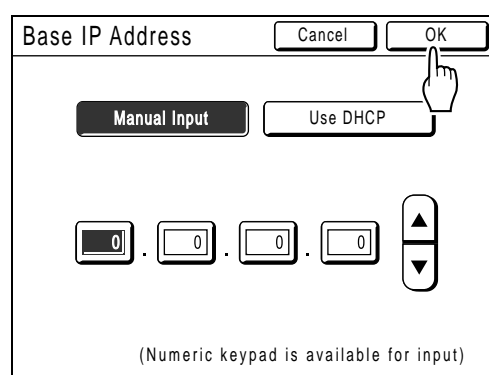 Base IP Address Cancel OK
Manual Input Use DHCP
0 . 0 . 0 . 0
(Numeric keypad is available for input)